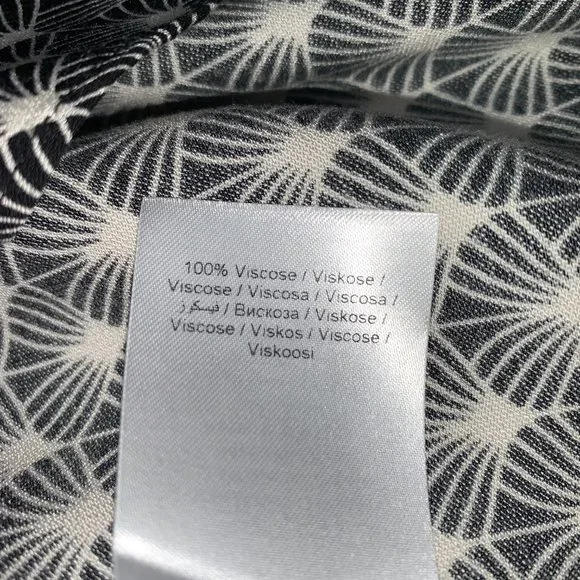 100% Viscose / Viskose /
Viscose / Viscosa / Viscosa /
فيسكوز / Вискоза / Viskose /
Viscose / Viskos / Viscose /
Viskoosi